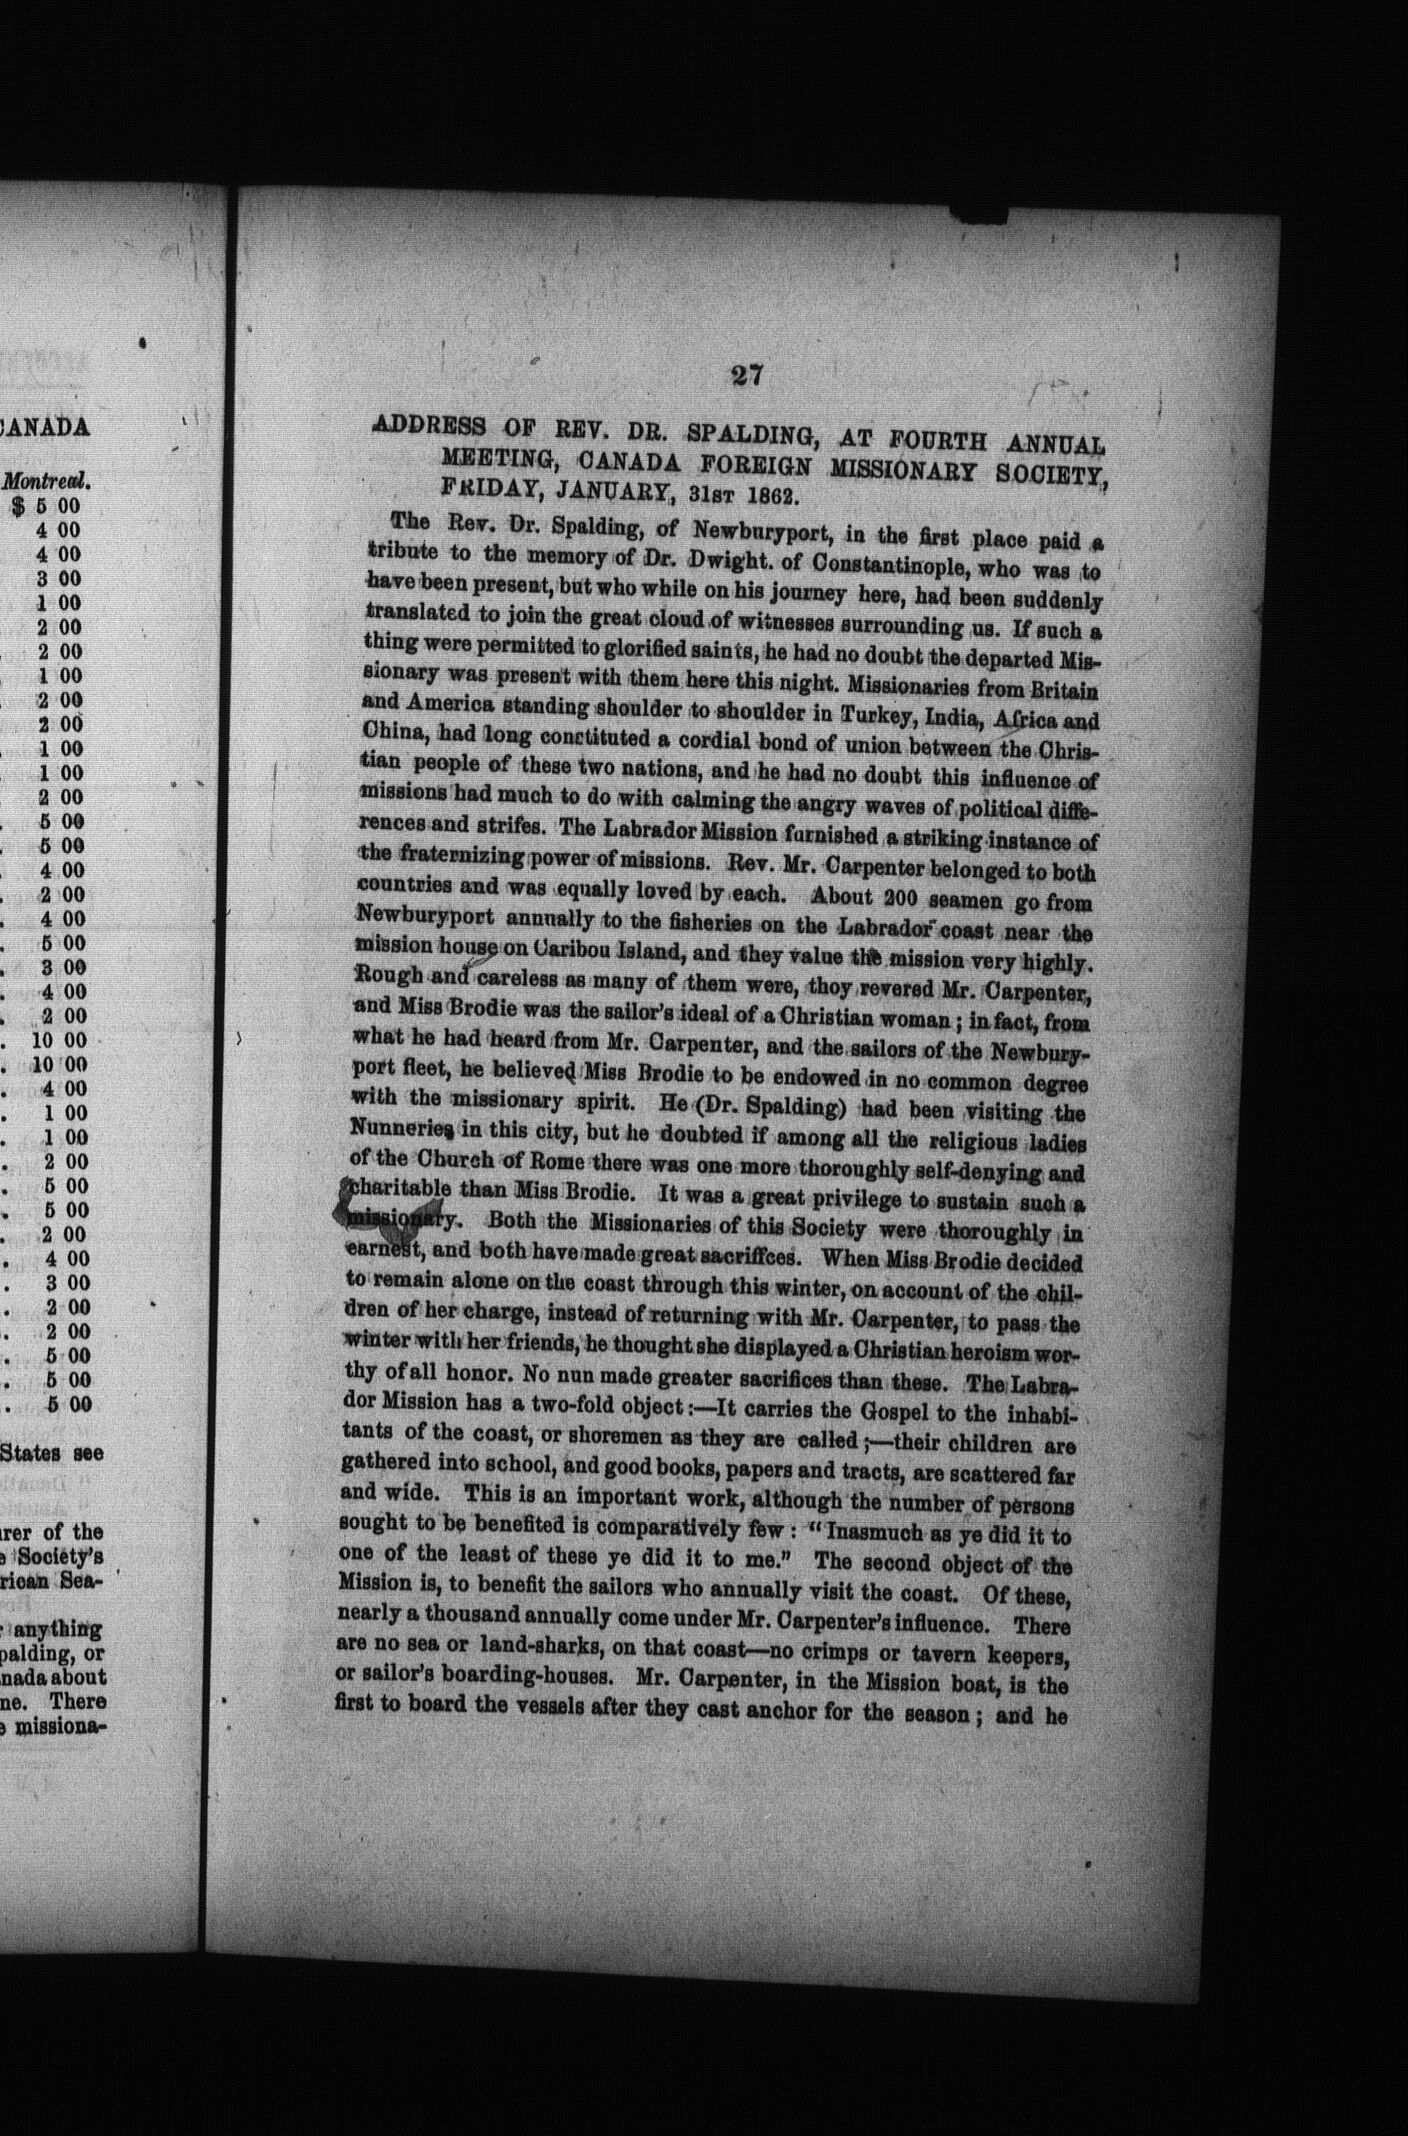 CANADA
Montreal.
$ 5 00
4 00
4 00
3 00
1 00
2 00
. 2 00
. 1 00
. 2 00
2 00
. 1 00
. 1 00
. 2 00
. 5 00
. 5 00
. 4 00
. 2 00
. 4 00
. 5 00
. 3 00
. 4 00
. 2 00
. 10 00
. 10 00
. 4 00
. 1 00
. 1 00
. 2 00
. 5 00
. 5 00
. 2 00
. 4 00
. 3 00
. 2 00
. 2 00
. 5 00
. 5 00
. 5 00
States see
urer of the
e Society's
rican Sea-
r anything
palding, or
nada about
ne. There
e missiona-
27
ADDRESS OF REV. DR. SPALDING, AT FOURTH ANNUAL
MEETING, CANADA FOREIGN MISSIONARY SOCIETY,
FRIDAY, JANUARY, 31ST 1862.
The Rev. Dr. Spalding, of Newburyport, in the first place paid a
tribute to the memory of Dr. Dwight. of Constantinople, who was to
have been present, but who while on his journey here, had been suddenly
translated to join the great cloud of witnesses surrounding us. If such a
thing were permitted to glorified saints, he had no doubt the departed Mis-
sionary was present with them here this night. Missionaries from Britain
and America standing shoulder to shoulder in Turkey, India, Africa and
China, had long constituted a cordial bond of union between the Chris-
tian people of these two nations, and he had no doubt this influence of
missions had much to do with calming the angry waves of political diffe-
rences and strifes. The Labrador Mission furnished a striking instance of
the fraternizing power of missions. Rev. Mr. Carpenter belonged to both
countries and was equally loved by each. About 200 seamen go from
Newburyport annually to the fisheries on the Labrador coast near the
mission house on Caribou Island, and they value the mission very highly.
Rough and careless as many of them were, thoy revered Mr. Carpenter,
and Miss Brodie was the sailor's ideal of a Christian woman; in fact, from
what he had heard from Mr. Carpenter, and the sailors of the Newbury-
port fleet, he believed Miss Brodie to be endowed in no common degree
with the missionary spirit. He (Dr. Spalding) had been visiting the
Nunneries in this city, but he doubted if among all the religious ladies
of the Church of Rome there was one more thoroughly self-denying and
charitable than Miss Brodie. It was a great privilege to sustain such a
missionary. Both the Missionaries of this Society were thoroughly in
earnest, and both have made great sacriffces. When Miss Brodie decided
to remain alone on the coast through this winter, on account of the chil-
dren of her charge, instead of returning with Mr. Carpenter, to pass the
winter with her friends, he thought she displayed a Christian heroism wor-
thy of all honor. No nun made greater sacrifices than these. The Labra-
dor Mission has a two-fold object:—It carries the Gospel to the inhabi-
tants of the coast, or shoremen as they are called;—their children are
gathered into school, and good books, papers and tracts, are scattered far
and wide. This is an important work, although the number of persons
sought to be benefited is comparatively few: "Inasmuch as ye did it to
one of the least of these ye did it to me." The second object of the
Mission is, to benefit the sailors who annually visit the coast. Of these,
nearly a thousand annually come under Mr. Carpenter's influence. There
are no sea or land-sharks, on that coast—no crimps or tavern keepers,
or sailor's boarding-houses. Mr. Carpenter, in the Mission boat, is the
first to board the vessels after they cast anchor for the season; and he